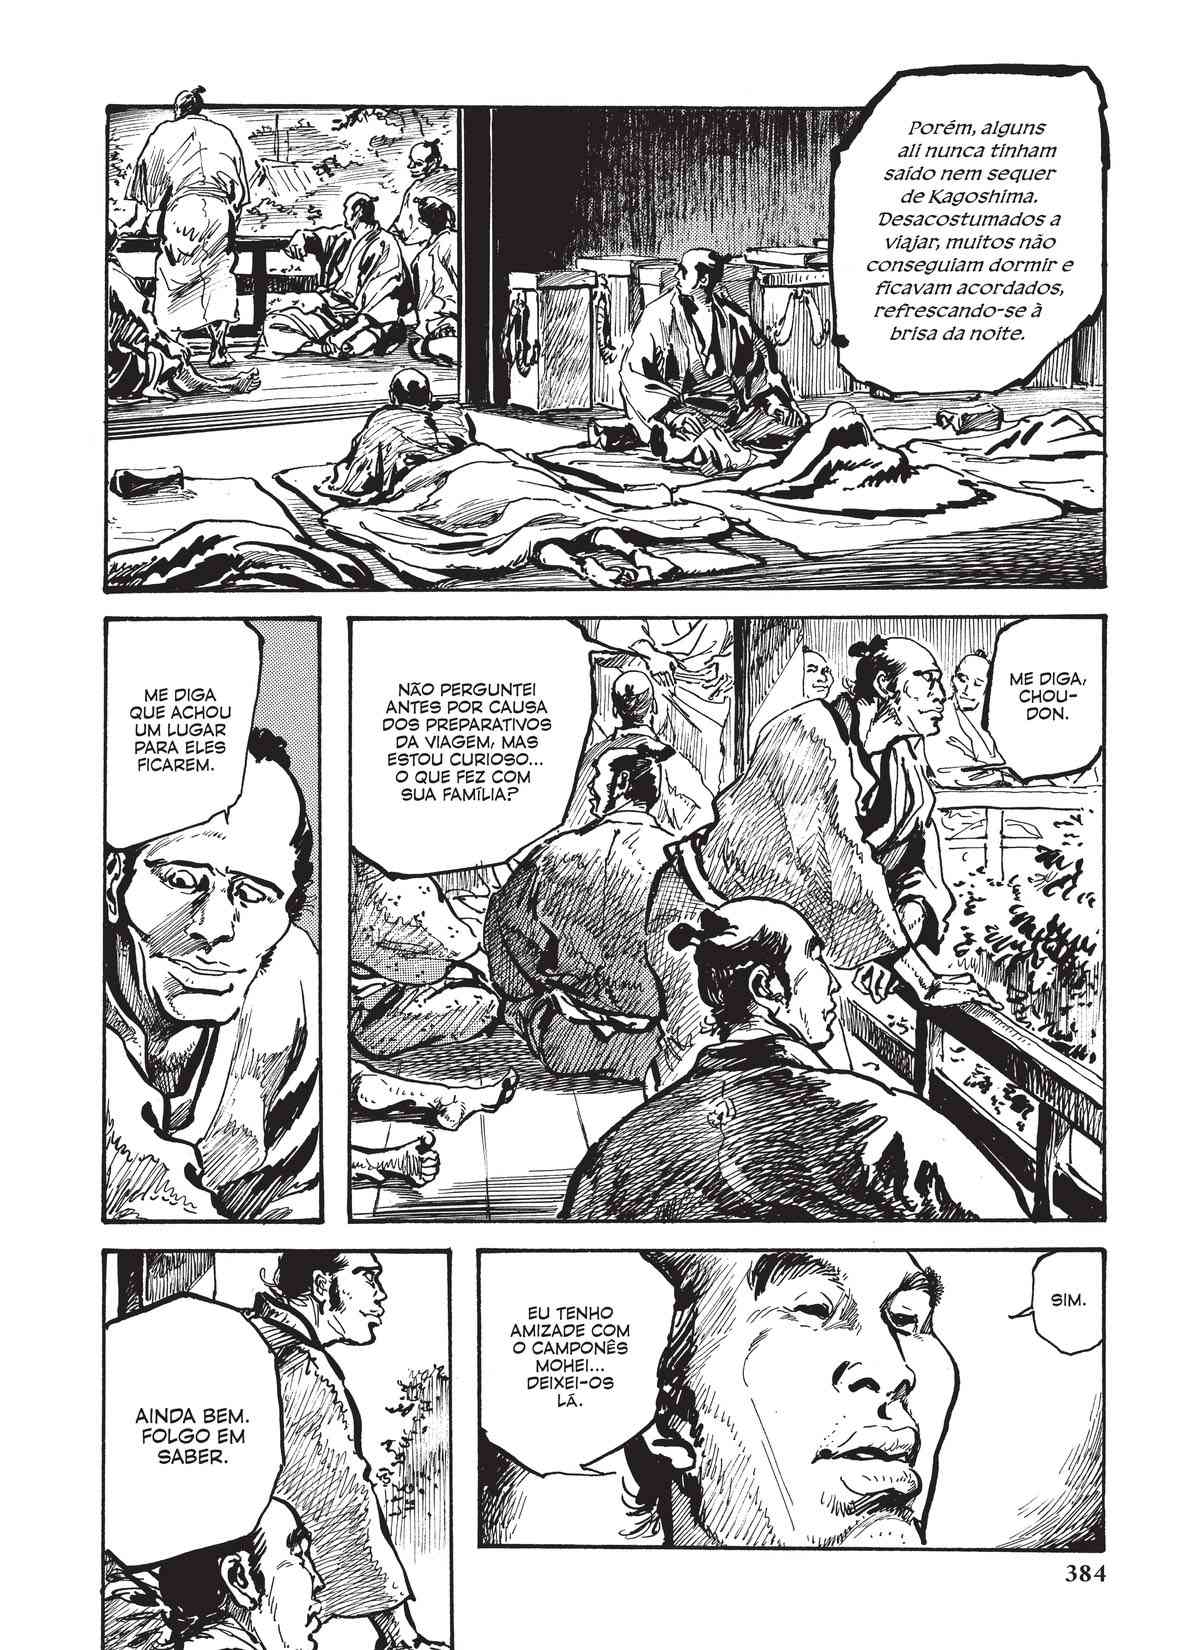 Porém, alguns
ali nunca tinham
saído nem sequer
de Kagoshima.
Desacostumados a
viajar, muitos não
conseguiam dormir e
ficavam acordados,
refrescando-se à
brisa da noite.
ME DIGA,
CHOU-
DON.
NÃO PERGUNTEI
ANTES POR CAUSA
DOS PREPARATIVOS
DA VIAGEM, MAS
ESTOU CURIOSO...
O QUE FEZ COM
SUA FAMÍLIA?
ME DIGA
QUE ACHOU
UM LUGAR
PARA ELES
FICAREM.
SIM.
EU TENHO
AMIZADE COM
O CAMPONÊS
MOHEI...
DEIXEI-OS
LÁ.
AINDA BEM.
FOLGO EM
SABER.
384